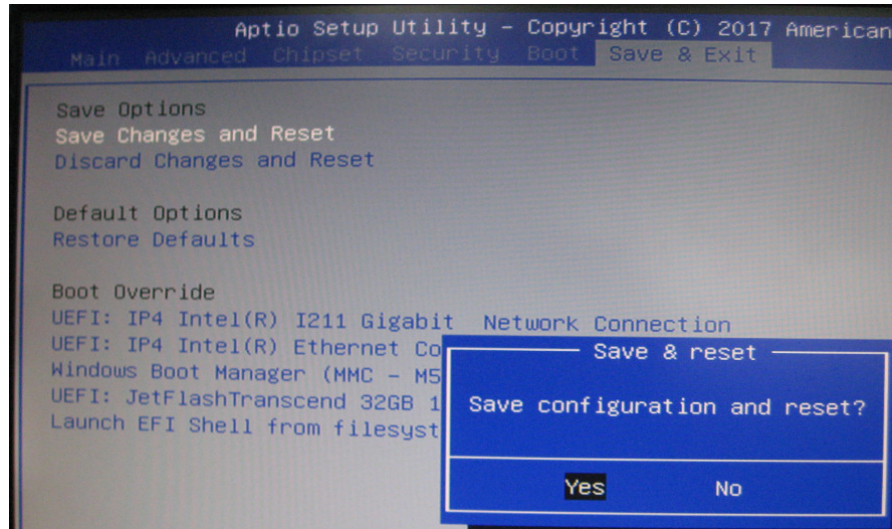 Aptio Setup Utility – Copyright (C) 2017 American
Main Advanced Chipset Security Boot Save & Exit
Save Options
Save Changes and Reset
Discard Changes and Reset
Default Options
Restore Defaults
Boot Override
UEFI: IP4 Intel(R) I211 Gigabit Network Connection
UEFI: IP4 Intel(R) Ethernet Co
Windows Boot Manager (MMC – M5
UEFI: JetFlashTranscend 32GB 1
Launch EFI Shell from filesyst
Save & reset
Save configuration and reset?
Yes No